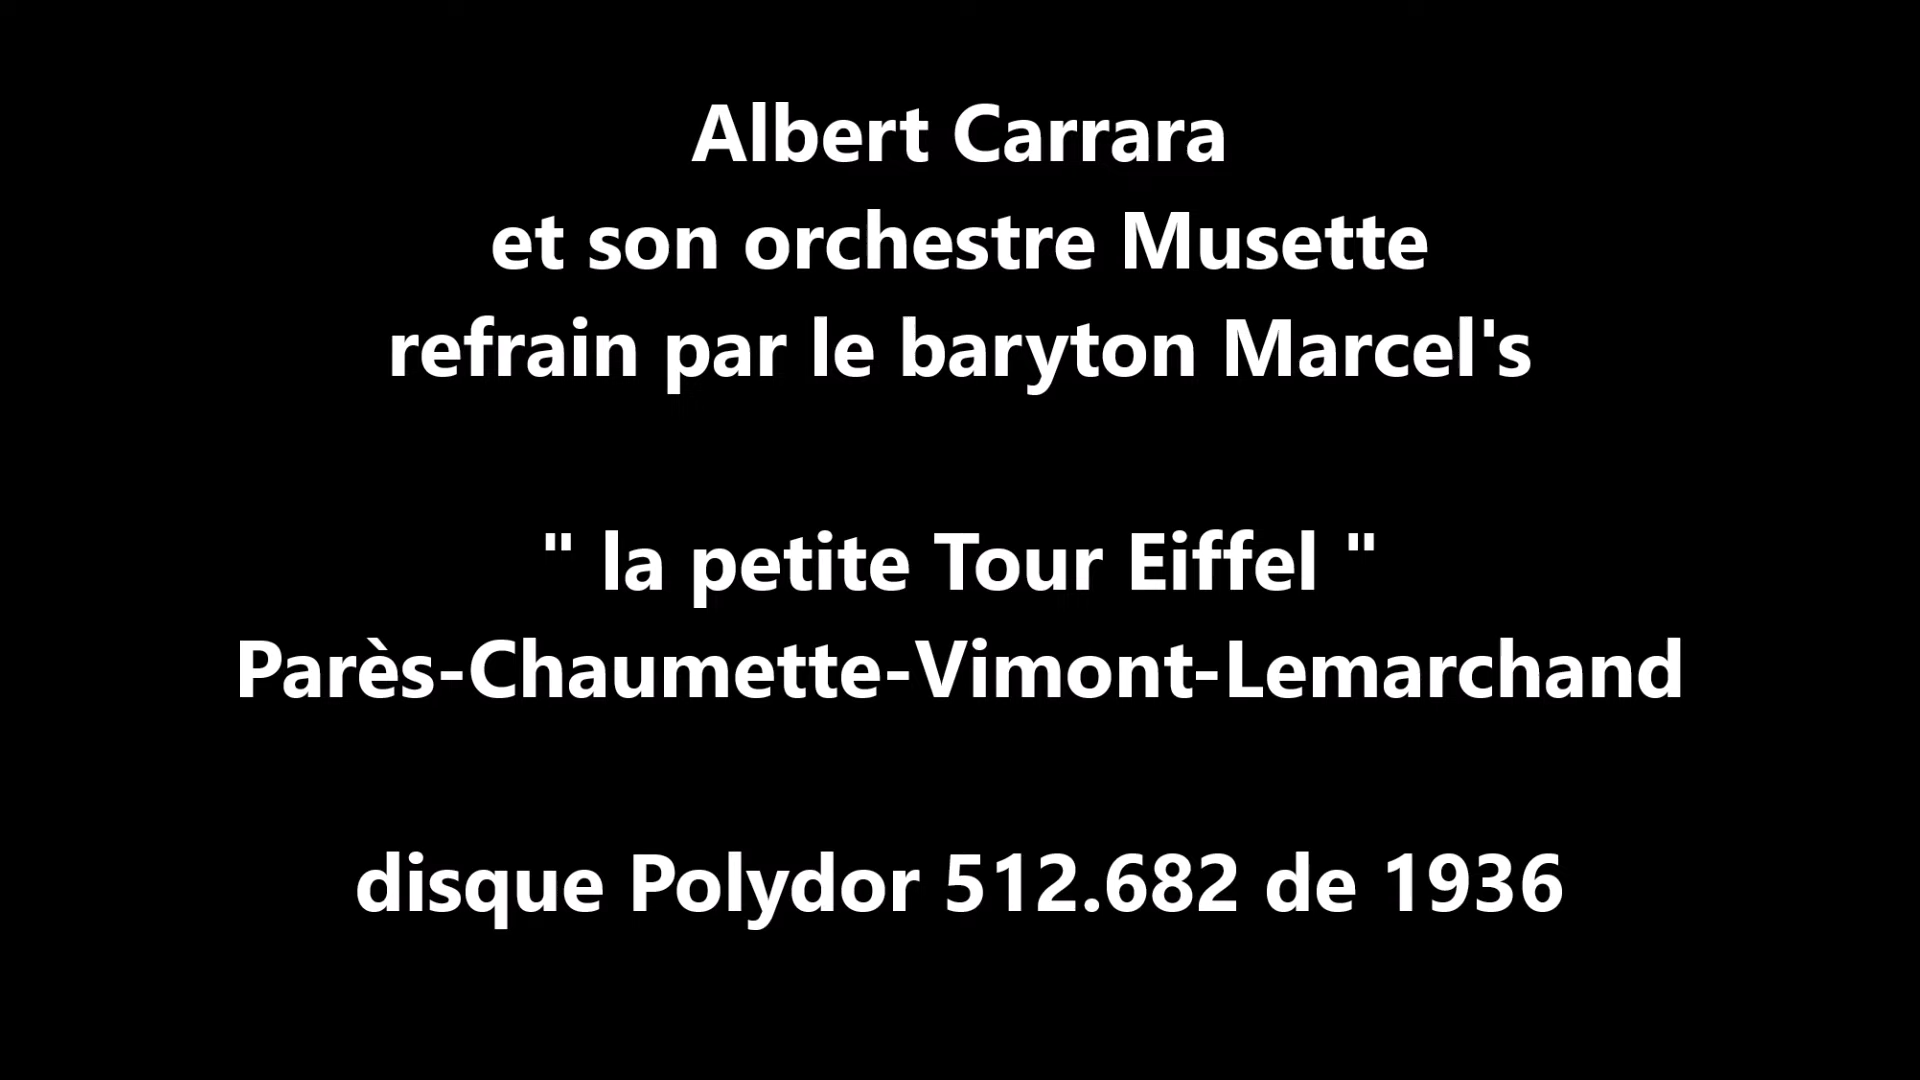 Albert Carrara
et son orchestre Musette
refrain par le baryton Marcel's
" la petite Tour Eiffel "
Parès-Chaumette-Vimont-Lemarchand
disque Polydor 512.682 de 1936